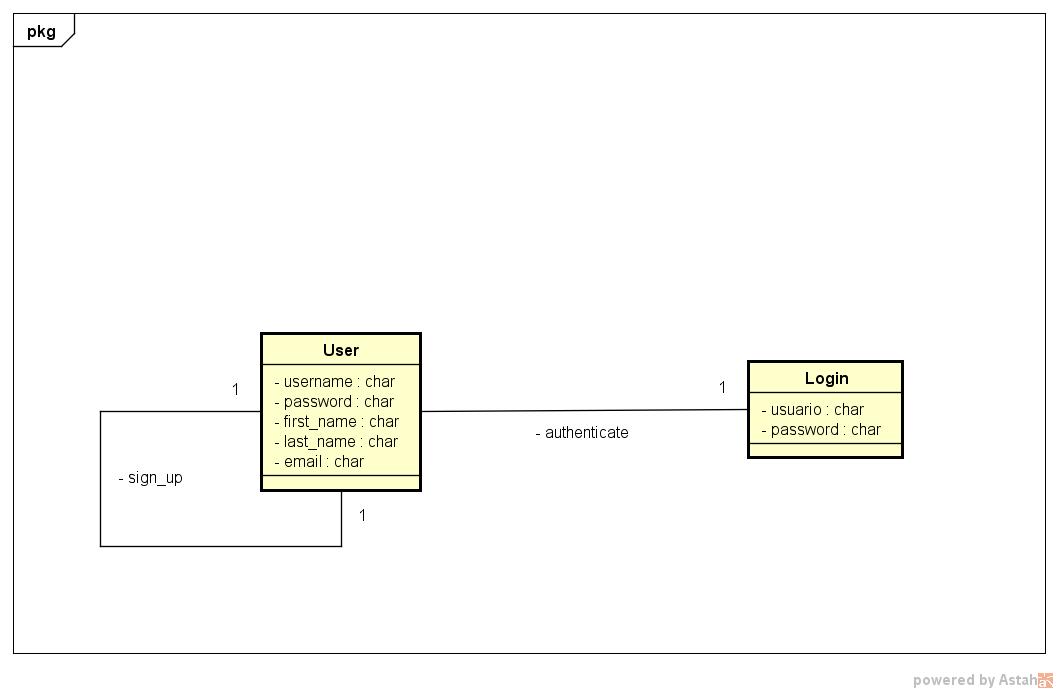 pkg
User
- username : char
- password : char
- first_name : char
- last_name : char
- email : char
1
- sign_up
1
- authenticate
1
Login
- usuario : char
- password : char
powered by Astah